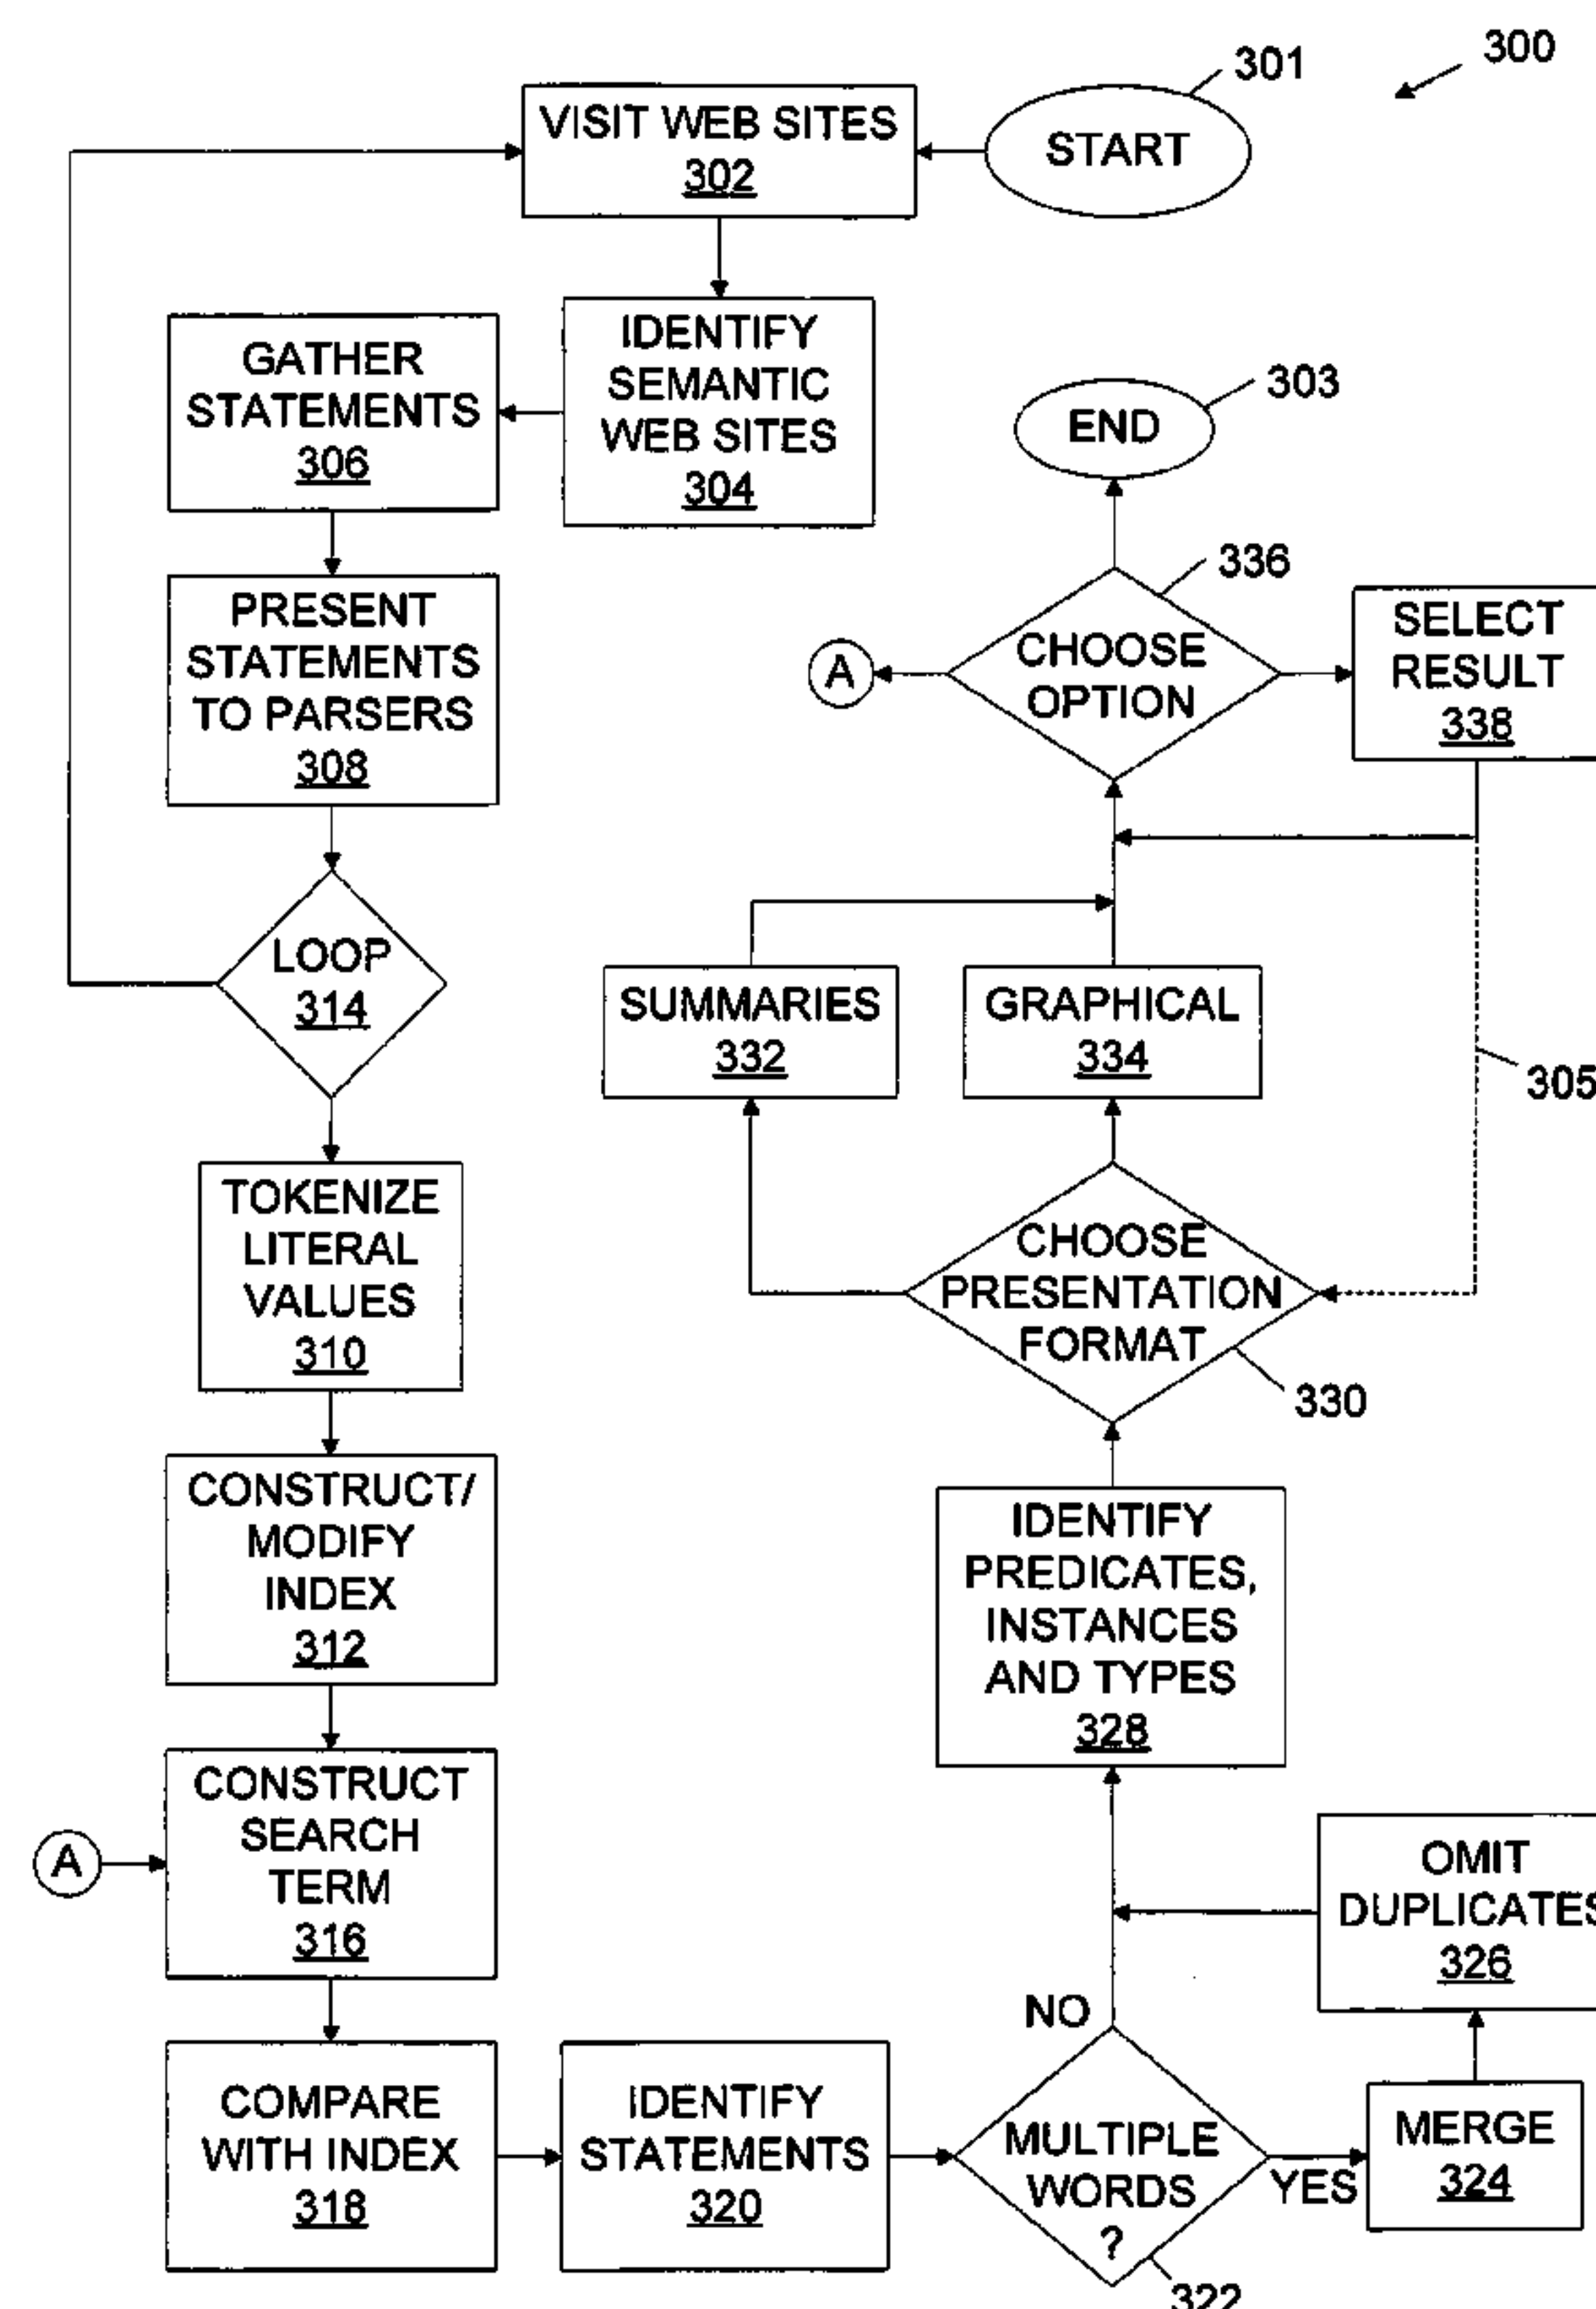 300
301
START
VISIT WEB SITES
302
IDENTIFY
SEMANTIC
WEB SITES
304
GATHER
STATEMENTS
306
PRESENT
STATEMENTS
TO PARSERS
308
LOOP
314
TOKENIZE
LITERAL
VALUES
310
CONSTRUCT/
MODIFY
INDEX
312
A
CONSTRUCT
SEARCH
TERM
316
COMPARE
WITH INDEX
318
IDENTIFY
STATEMENTS
320
MULTIPLE
WORDS
?
322
NO
YES
MERGE
324
OMIT
DUPLICATES
326
IDENTIFY
PREDICATES,
INSTANCES
AND TYPES
328
CHOOSE
PRESENTATION
FORMAT
330
SUMMARIES
332
GRAPHICAL
334
305
CHOOSE
OPTION
336
A
SELECT
RESULT
338
END
303